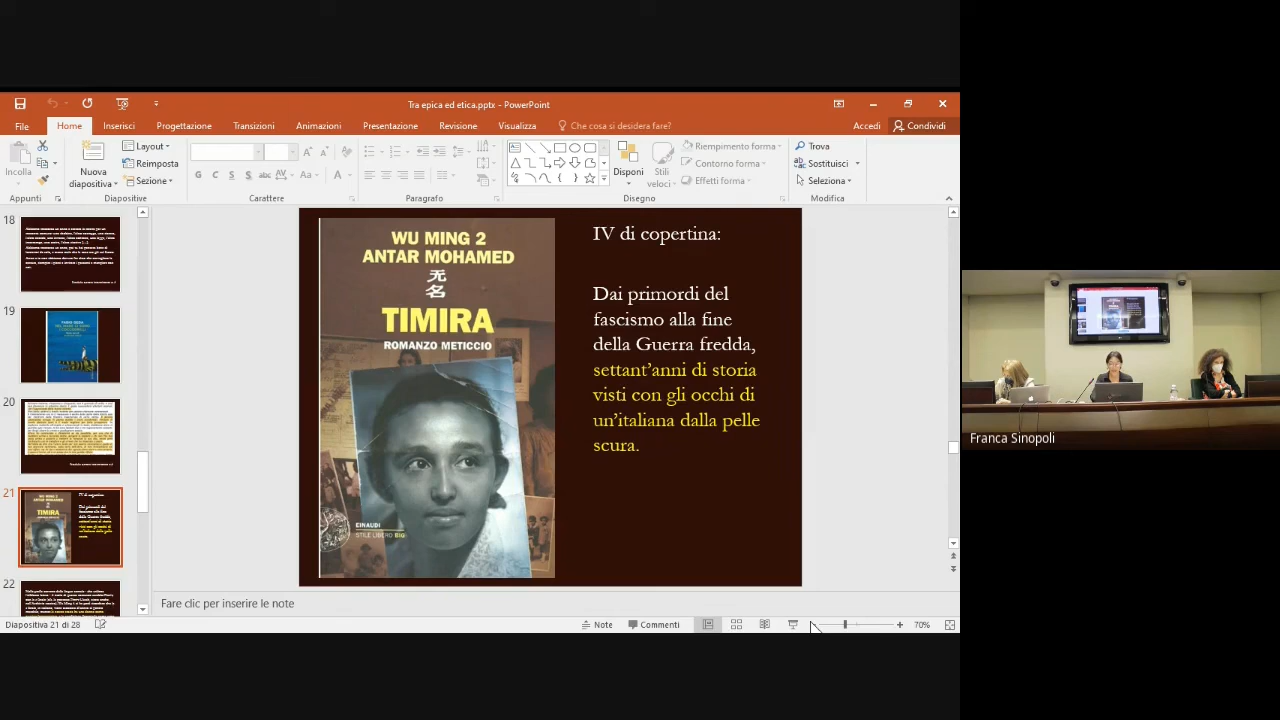 Tra epica ed etica.pptx - PowerPoint
File
Home
Inserisci
Progettazione
Transizioni
Animazioni
Presentazione
Revisione
Visualizza
Che cosa si desidera fare?
Accedi
Condividi
Incolla
Nuova
diapositiva
Layout
Reimposta
Sezione
G C S abc AV Aa A
Disponi
Stili
veloci
Riempimento forma
Contorno forma
Effetti forma
Trova
Sostituisci
Seleziona
Appunti
Diapositive
Carattere
Paragrafo
Disegno
Modifica
18
19
20
21
22
WU MING 2
ANTAR MOHAMED
无
名
TIMIRA
ROMANZO METICCIO
EINAUDI
STILE LIBERO BIG
IV di copertina:
Dai primordi del
fascismo alla fine
della Guerra fredda,
settant'anni di storia
visti con gli occhi di
un'italiana dalla pelle
scura.
Fare clic per inserire le note
Diapositiva 21 di 28
Note
Commenti
70%
Franca Sinopoli